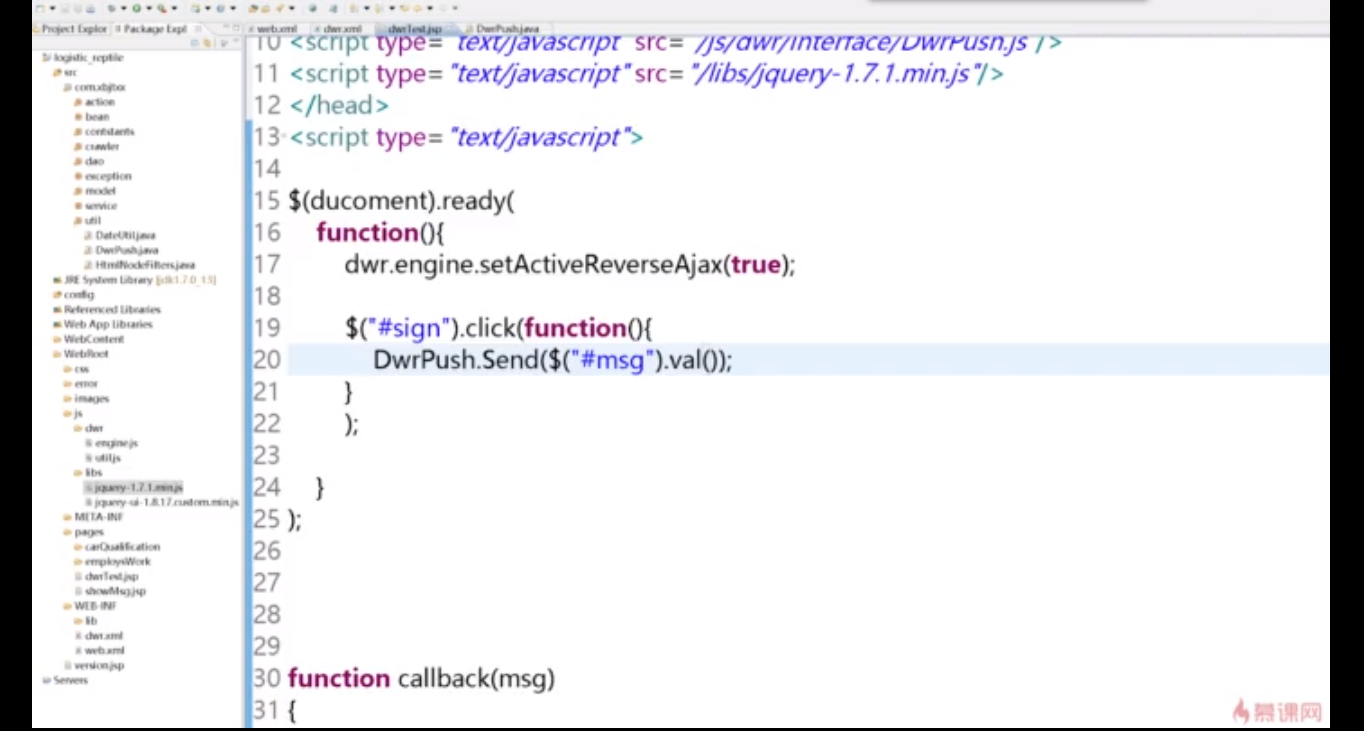 Project Explor Package Expl web.xml dwr.xml dwrTest.jsp DwrPush.java
logistic_reptile
src
com.xbjtxx
action
bean
contstants
crawler
dao
exception
model
service
util
DateUtil.java
DwrPush.java
HtmlNodeFilters.java
JRE System Library [jdk1.7.0_13]
config
Referenced Libraries
Web App Libraries
WebContent
WebRoot
css
error
images
js
dwr
engine.js
util.js
libs
jquery-1.7.1.min.js
jquery-ui-1.8.17.custom.min.js
META-INF
pages
carQualification
employsWork
dwrTest.jsp
showMsg.jsp
WEB-INF
lib
dwr.xml
web.xml
version.jsp
Servers
10 <script type= "text/javascript" src= "/js/dwr/interface/DwrPush.js"/>
11 <script type= "text/javascript" src= "/libs/jquery-1.7.1.min.js"/>
12 </head>
13 <script type= "text/javascript">
14
15 $(ducoment).ready(
16 function(){
17 dwr.engine.setActiveReverseAjax(true);
18
19 $("#sign").click(function(){
20 DwrPush.Send($("#msg").val());
21 }
22 );
23
24 }
25 );
26
27
28
29
30 function callback(msg)
31 {
慕课网